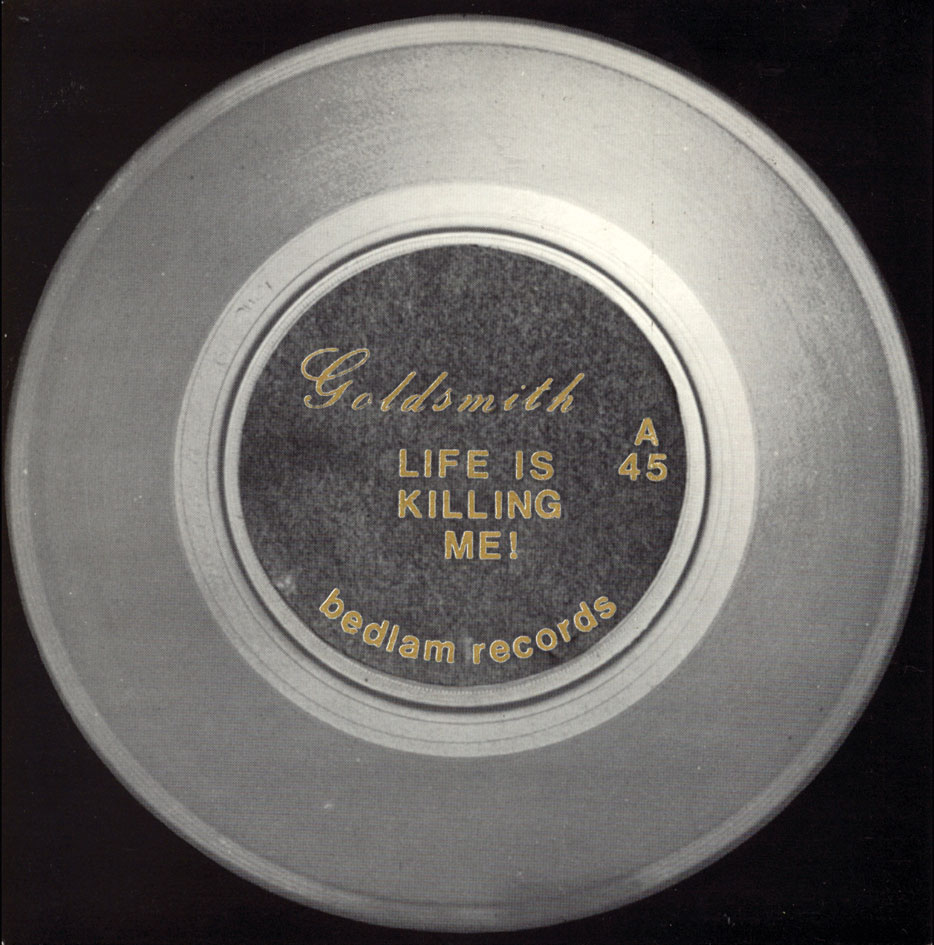 Goldsmith
LIFE IS
KILLING
ME!
A
45
bedlam records